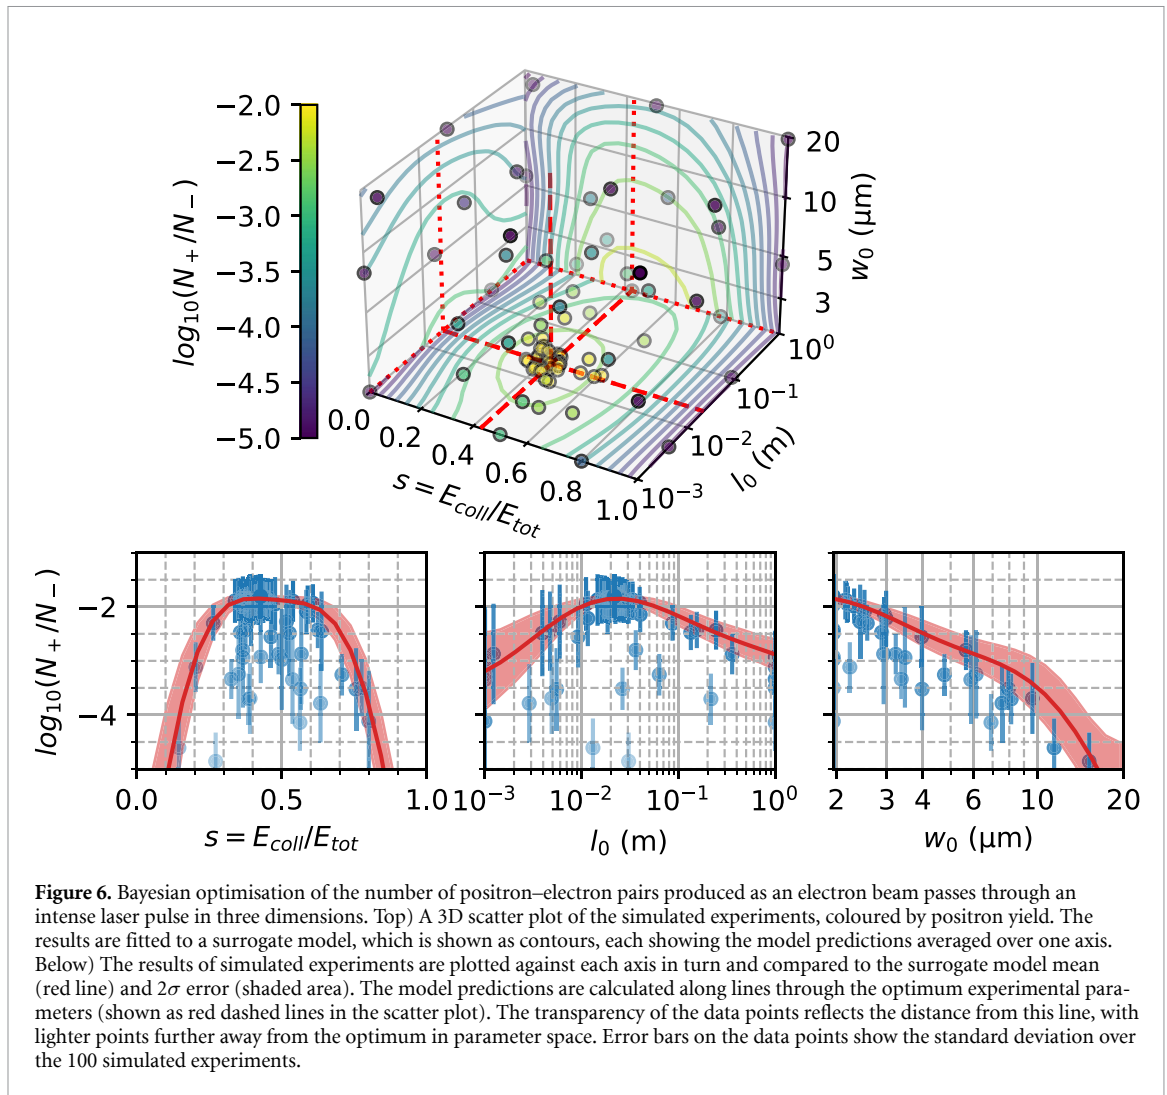 −2.0
−2.5
−3.0
−3.5
−4.0
−4.5
−5.0
log10(N+/N−)
20
10
5
3
w0 (µm)
10^0
10^−1
10^−2
10^−3
l0 (m)
0.0
0.2
0.4
0.6
0.8
1.0
s = Ecoll/Etot
log10(N+/N−)
−2
−4
0.0 0.5 1.0
s = Ecoll/Etot
10^−3 10^−2 10^−1 10^0
l0 (m)
2 3 4 6 10 20
w0 (µm)
Figure 6. Bayesian optimisation of the number of positron–electron pairs produced as an electron beam passes through an
intense laser pulse in three dimensions. Top) A 3D scatter plot of the simulated experiments, coloured by positron yield. The
results are fitted to a surrogate model, which is shown as contours, each showing the model predictions averaged over one axis.
Below) The results of simulated experiments are plotted against each axis in turn and compared to the surrogate model mean
(red line) and 2σ error (shaded area). The model predictions are calculated along lines through the optimum experimental para-
meters (shown as red dashed lines in the scatter plot). The transparency of the data points reflects the distance from this line, with
lighter points further away from the optimum in parameter space. Error bars on the data points show the standard deviation over
the 100 simulated experiments.